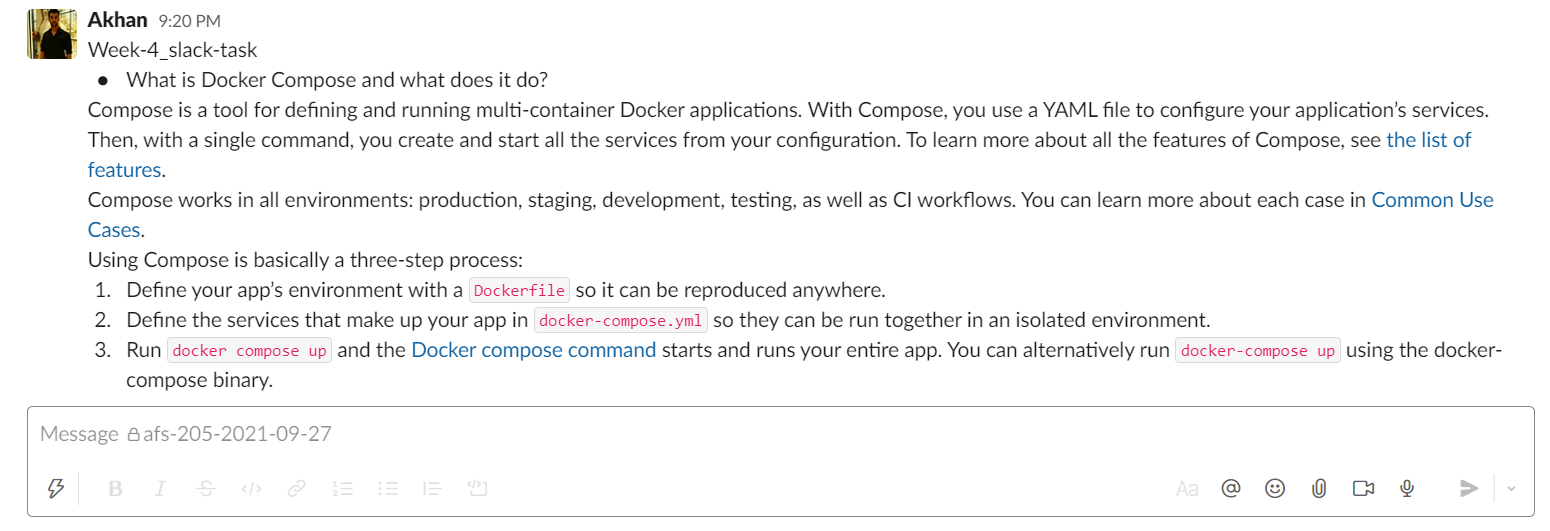 Akhan 9:20 PM
Week-4_slack-task
• What is Docker Compose and what does it do?
Compose is a tool for defining and running multi-container Docker applications. With Compose, you use a YAML file to configure your application’s services.
Then, with a single command, you create and start all the services from your configuration. To learn more about all the features of Compose, see the list of
features.
Compose works in all environments: production, staging, development, testing, as well as CI workflows. You can learn more about each case in Common Use
Cases.
Using Compose is basically a three-step process:
1. Define your app’s environment with a Dockerfile so it can be reproduced anywhere.
2. Define the services that make up your app in docker-compose.yml so they can be run together in an isolated environment.
3. Run docker compose up and the Docker compose command starts and runs your entire app. You can alternatively run docker-compose up using the docker-
compose binary.
Message afs-205-2021-09-27
B I S </> Aa @